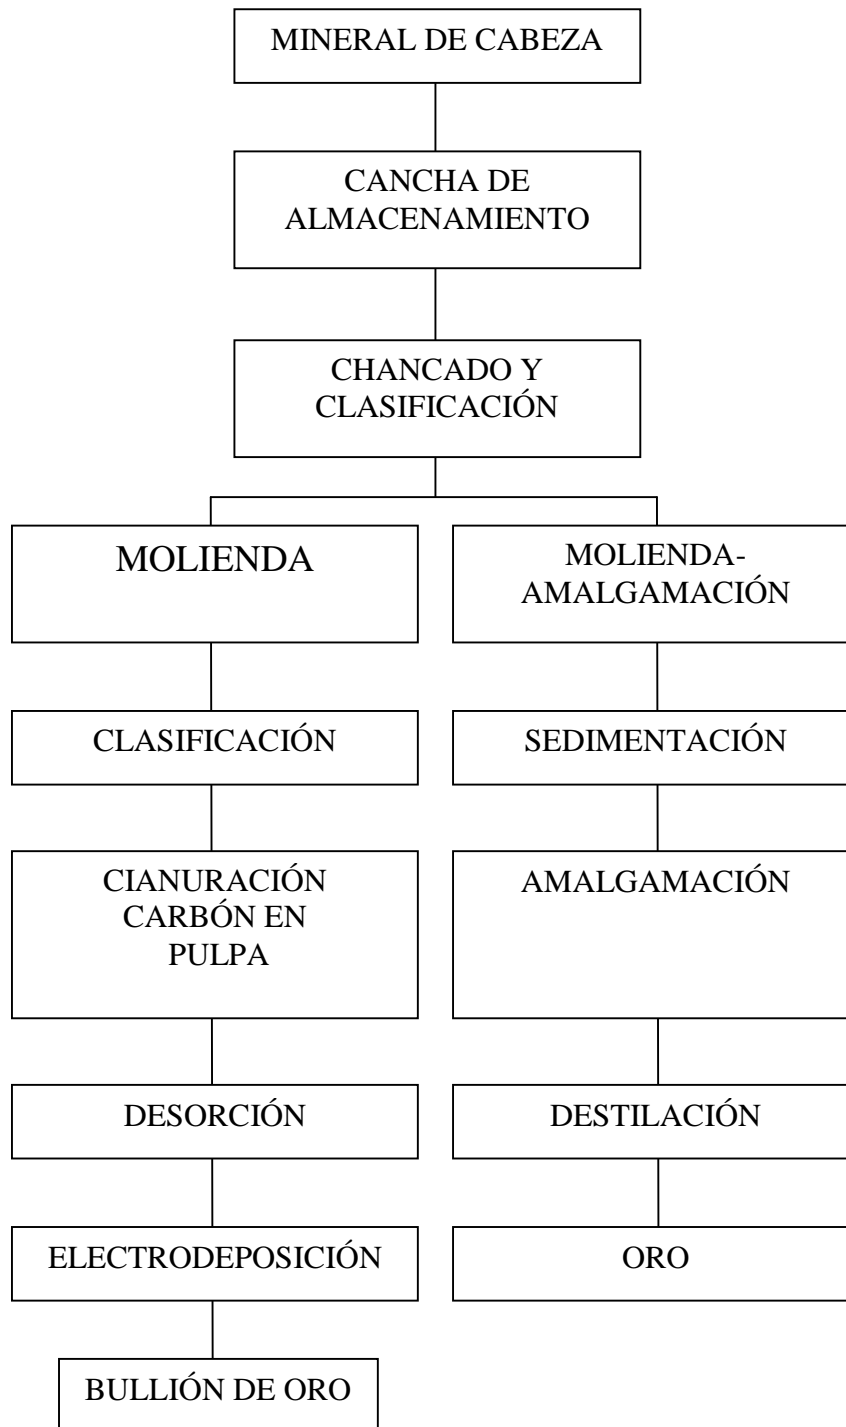 MINERAL DE CABEZA
CANCHA DE
ALMACENAMIENTO
CHANCADO Y
CLASIFICACIÓN
MOLIENDA
CLASIFICACIÓN
CIANURACIÓN
CARBÓN EN
PULPA
DESORCIÓN
ELECTRODEPOSICIÓN
BULLIÓN DE ORO
MOLIENDA-
AMALGAMACIÓN
SEDIMENTACIÓN
AMALGAMACIÓN
DESTILACIÓN
ORO